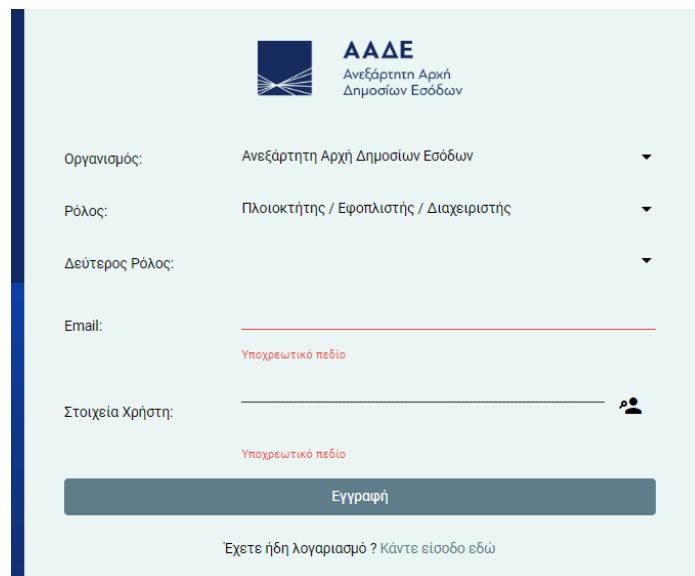 ΑΑΔΕ
Ανεξάρτητη Αρχή
Δημοσίων Εσόδων
Οργανισμός: Ανεξάρτητη Αρχή Δημοσίων Εσόδων
Ρόλος: Πλοιοκτήτης / Εφοπλιστής / Διαχειριστής
Δεύτερος Ρόλος:
Email:
Υποχρεωτικό πεδίο
Στοιχεία Χρήστη:
Υποχρεωτικό πεδίο
Εγγραφή
Έχετε ήδη λογαριασμό ? Κάντε είσοδο εδώ